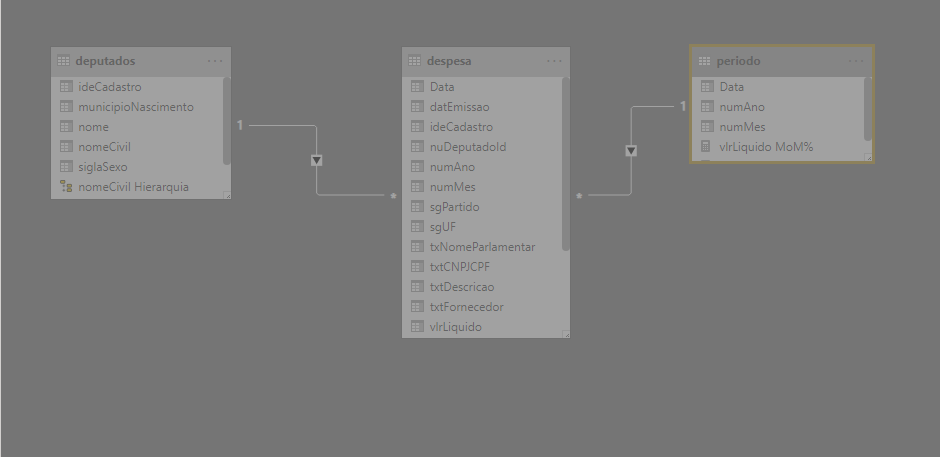 deputados
ideCadastro
municipioNascimento
nome
nomeCivil
siglaSexo
nomeCivil Hierarquia
1
*
despesa
Data
datEmissao
ideCadastro
nuDeputadoId
numAno
numMes
sgPartido
sgUF
txNomeParlamentar
txtCNPJCPF
txtDescricao
txtFornecedor
vlrLiquido
*
1
periodo
Data
numAno
numMes
vlrLiquido MoM%